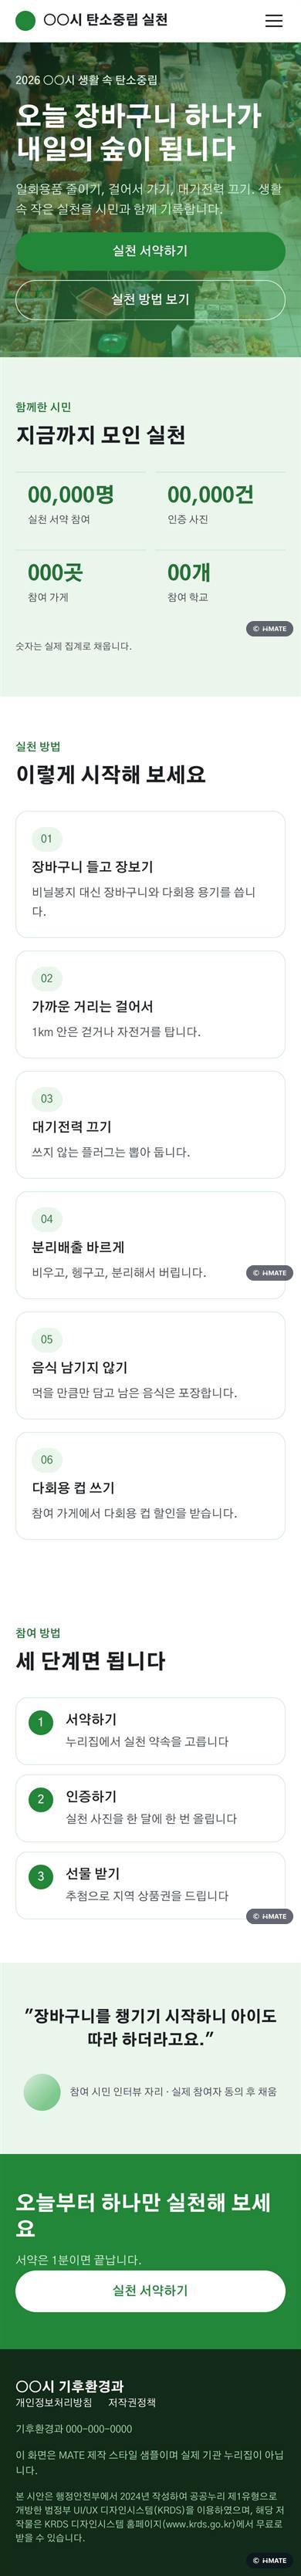 ○○시 탄소중립 실천
2026 ○○시 생활 속 탄소중립
오늘 장바구니 하나가
내일의 숲이 됩니다
일회용품 줄이기, 걸어서 가기, 대기전력 끄기. 생활
속 작은 실천을 시민과 함께 기록합니다.
실천 서약하기
실천 방법 보기
함께한 시민
지금까지 모인 실천
00,000명
실천 서약 참여
00,000건
인증 사진
000곳
참여 가게
00개
참여 학교
© MATE
숫자는 실제 집계로 채웁니다.
실천 방법
이렇게 시작해 보세요
01
장바구니 들고 장보기
비닐봉지 대신 장바구니와 다회용 용기를 씁니
다.
02
가까운 거리는 걸어서
1km 안은 걷거나 자전거를 탑니다.
03
대기전력 끄기
쓰지 않는 플러그는 뽑아 둡니다.
04
분리배출 바르게
비우고, 헹구고, 분리해서 버립니다.
© MATE
05
음식 남기지 않기
먹을 만큼만 담고 남은 음식은 포장합니다.
06
다회용 컵 쓰기
참여 가게에서 다회용 컵 할인을 받습니다.
참여 방법
세 단계면 됩니다
1
서약하기
누리집에서 실천 약속을 고릅니다
2
인증하기
실천 사진을 한 달에 한 번 올립니다
3
선물 받기
추첨으로 지역 상품권을 드립니다
© MATE
"장바구니를 챙기기 시작하니 아이도
따라 하더라고요."
참여 시민 인터뷰 자리 · 실제 참여자 동의 후 채움
오늘부터 하나만 실천해 보세
요
서약은 1분이면 끝납니다.
실천 서약하기
○○시 기후환경과
개인정보처리방침 저작권정책
기후환경과 000-000-0000
이 화면은 MATE 제작 스타일 샘플이며 실제 기관 누리집이 아닙
니다.
본 시안은 행정안전부에서 2024년 작성하여 공공누리 제1유형으로
개방한 범정부 UI/UX 디자인시스템(KRDS)을 이용하였으며, 해당 저
작물은 KRDS 디자인시스템 홈페이지(www.krds.go.kr)에서 무료로
받을 수 있습니다.
© MATE